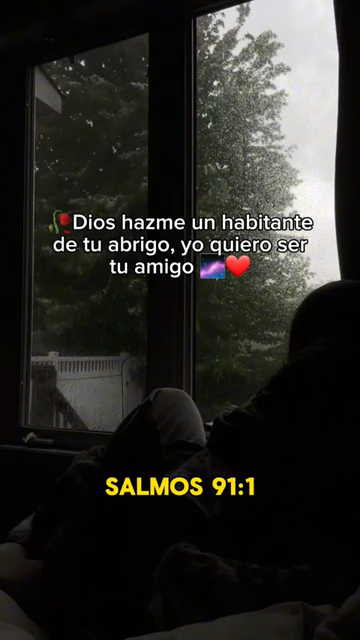 🥀Dios hazme un habitante
de tu abrigo, yo quiero ser
tu amigo 🌌❤️
SALMOS 91:1